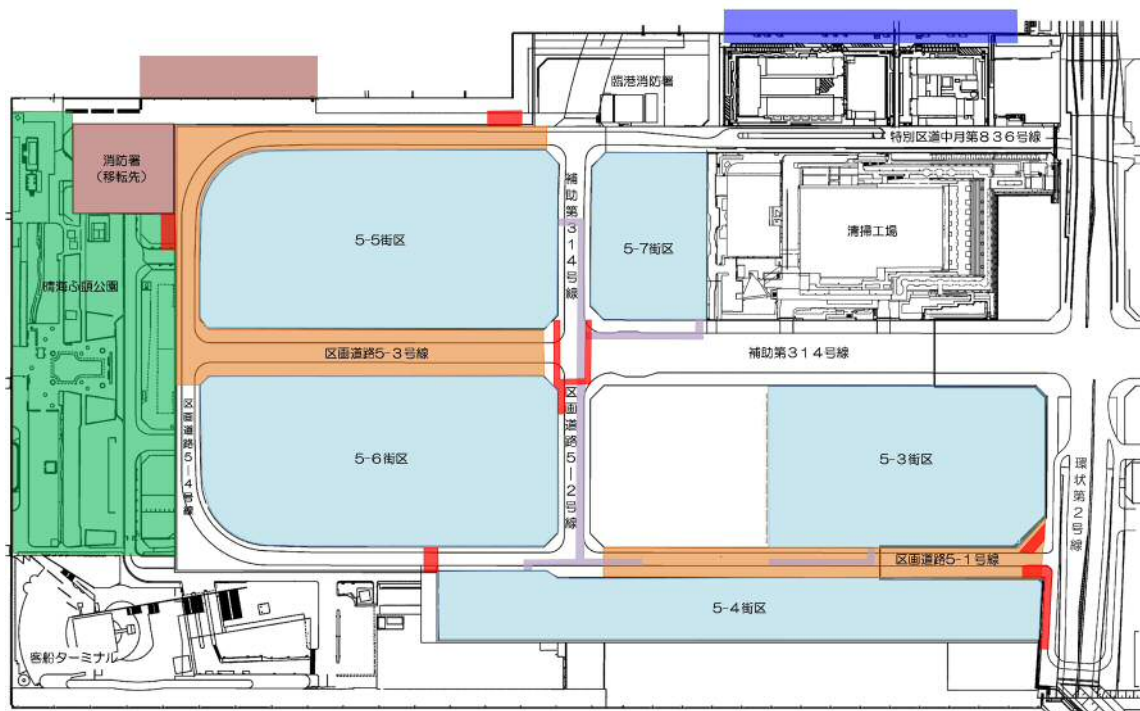 臨港消防署
特別区道中月第836号線
消防署
(移転先)
補助第314号線
5-5街区
5-7街区
清掃工場
晴海ふ頭公園
区画道路5-3号線
補助第314号線
区画道路5-4号線
区画道路5-2号線
5-6街区
5-3街区
環状第2号線
区画道路5-1号線
5-4街区
客船ターミナル